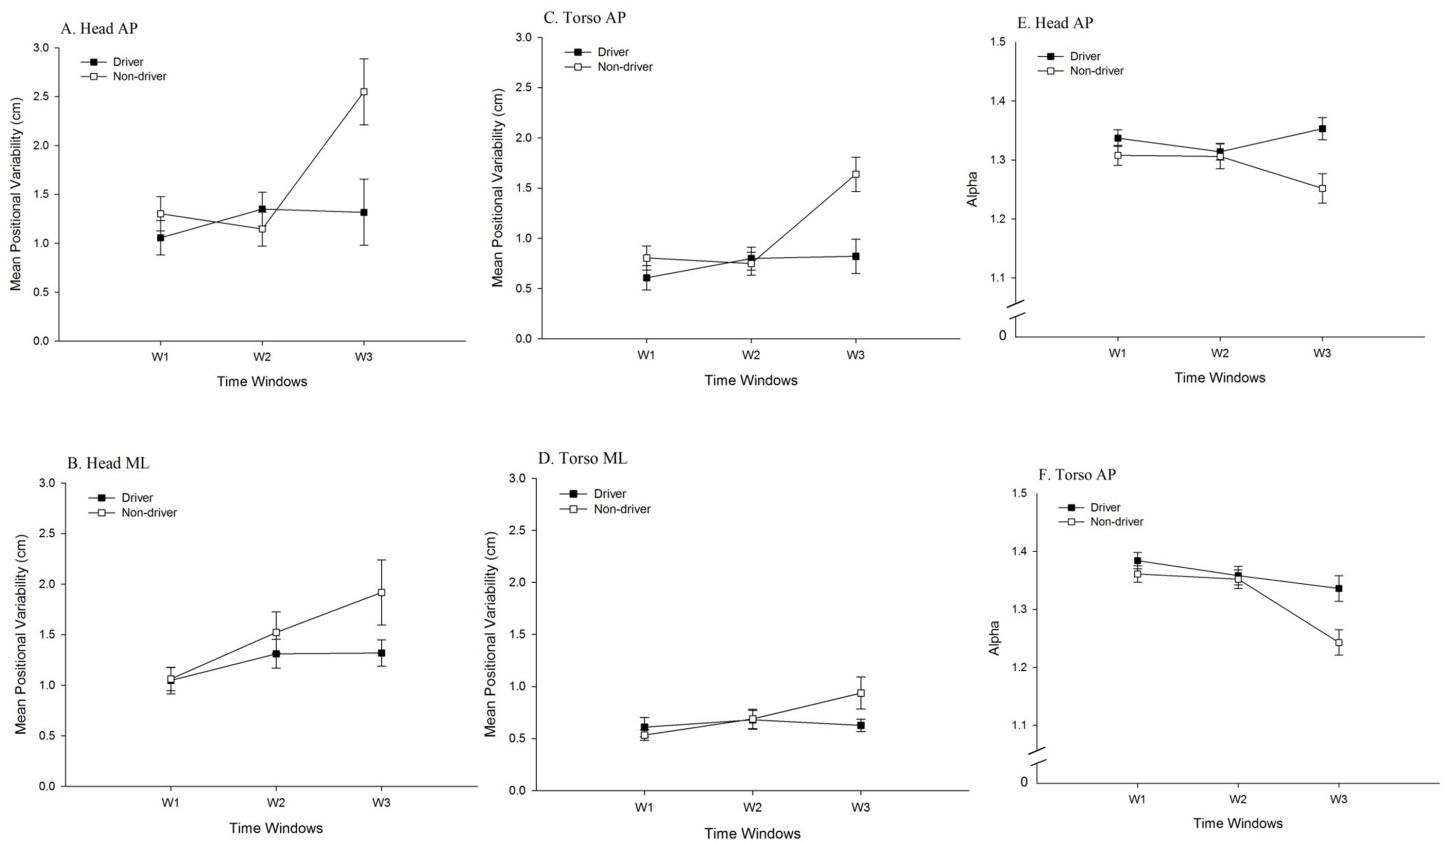 A. Head AP
Driver
Non-driver
Mean Positional Variability (cm)
3.0
2.5
2.0
1.5
1.0
0.5
0.0
W1 W2 W3
Time Windows
C. Torso AP
Driver
Non-driver
Mean Positional Variability (cm)
3.0
2.5
2.0
1.5
1.0
0.5
0.0
W1 W2 W3
Time Windows
E. Head AP
Driver
Non-driver
Alpha
1.5
1.4
1.3
1.2
1.1
0
W1 W2 W3
Time Windows
B. Head ML
Driver
Non-driver
Mean Positional Variability (cm)
3.0
2.5
2.0
1.5
1.0
0.5
0.0
W1 W2 W3
Time Windows
D. Torso ML
Driver
Non-driver
Mean Positional Variability (cm)
3.0
2.5
2.0
1.5
1.0
0.5
0.0
W1 W2 W3
Time Windows
F. Torso AP
Driver
Non-driver
Alpha
1.5
1.4
1.3
1.2
1.1
0
W1 W2 W3
Time Windows